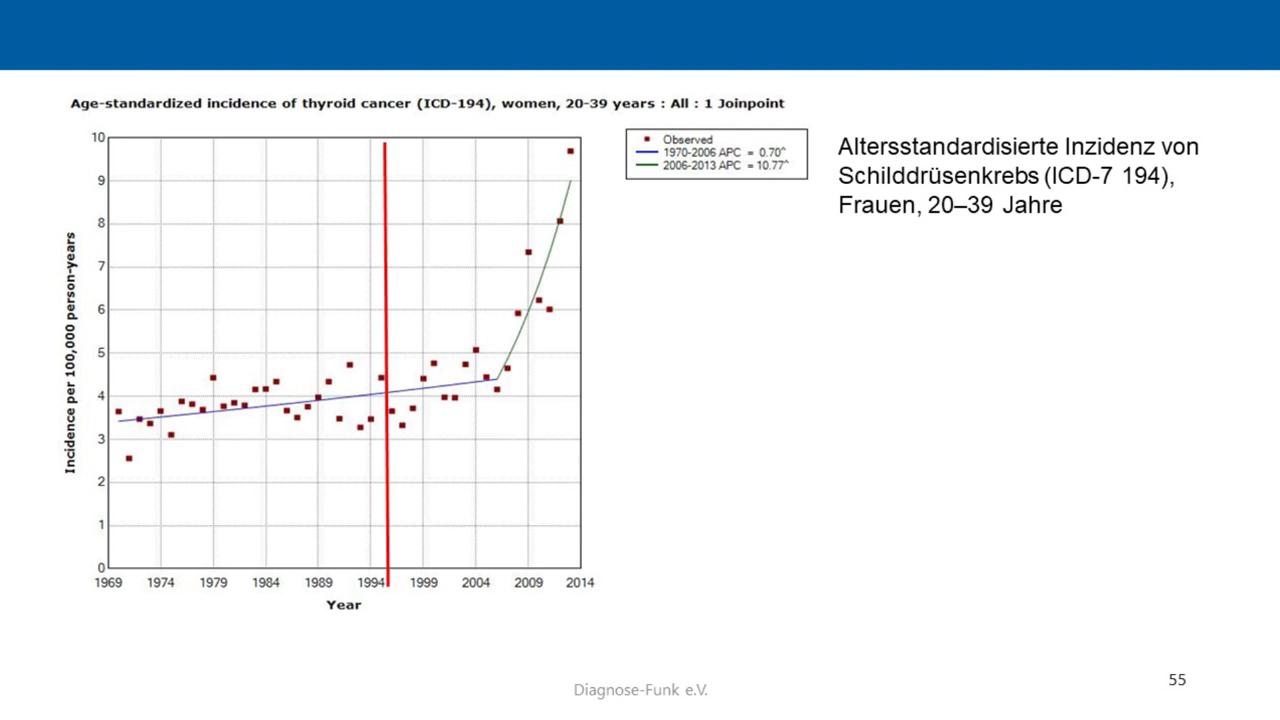 Age-standardized incidence of thyroid cancer (ICD-194), women, 20-39 years : All : 1 Joinpoint
Observed
1970-2006 APC = 0.70^
2006-2013 APC = 10.77^
Altersstandardisierte Inzidenz von
Schilddrüsenkrebs (ICD-7 194),
Frauen, 20–39 Jahre
Incidence per 100,000 person-years
10
9
8
7
6
5
4
3
2
1
0
1969 1974 1979 1984 1989 1994 1999 2004 2009 2014
Year
Diagnose-Funk e.V.
55